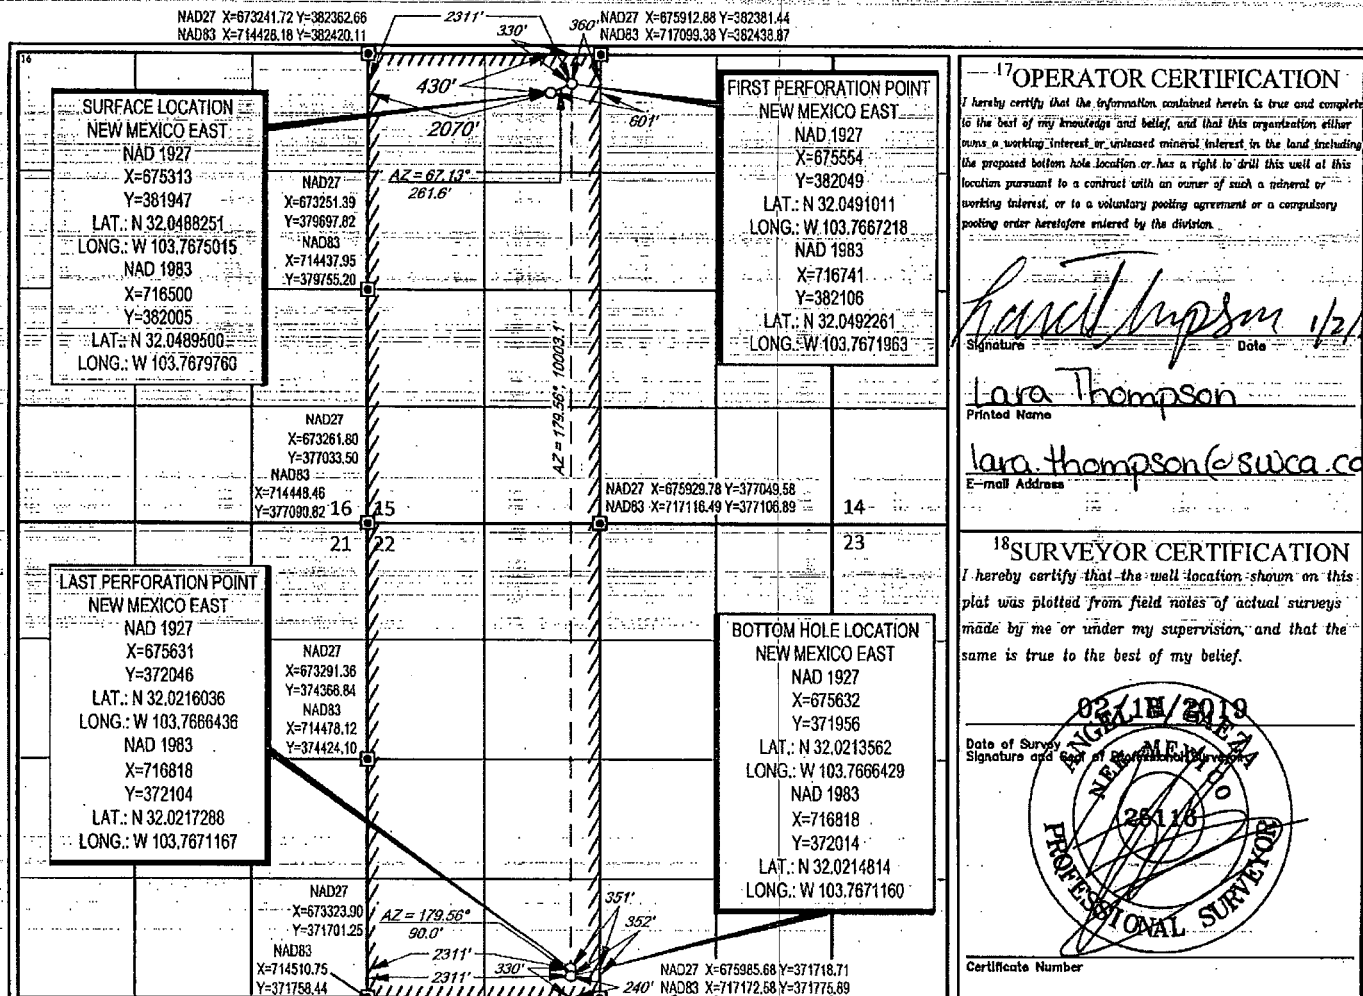 NAD27 X=673241.72 Y=382362.66
NAD83 X=714428.18 Y=382420.11
2311'
330'
360'
NAD27 X=675912.88 Y=382381.44
NAD83 X=717099.38 Y=382438.87
16
SURFACE LOCATION
NEW MEXICO EAST
NAD 1927
X=675313
Y=381947
LAT.: N 32.0488251
LONG.: W 103.7675015
NAD 1983
X=716500
Y=382005
LAT.: N 32.0489500
LONG.: W 103.7679760
430'
2070'
601'
AZ = 67.13°
261.6'
NAD27
X=673251.39
Y=379697.82
NAD83
X=714437.95
Y=379755.20
FIRST PERFORATION POINT
NEW MEXICO EAST
NAD 1927
X=675554
Y=382049
LAT.: N 32.0491011
LONG.: W 103.7667218
NAD 1983
X=716741
Y=382106
LAT.: N 32.0492261
LONG.: W 103.7671963
AZ = 179.56°, 10003.1'
NAD27
X=673261.80
Y=377033.50
NAD83
X=714448.46
Y=377090.82
16 15
21 22
NAD27 X=675929.78 Y=377049.58
NAD83 X=717116.49 Y=377106.89
14
23
LAST PERFORATION POINT
NEW MEXICO EAST
NAD 1927
X=675631
Y=372046
LAT.: N 32.0216036
LONG.: W 103.7666436
NAD 1983
X=716818
Y=372104
LAT.: N 32.0217288
LONG.: W 103.7671167
NAD27
X=673291.36
Y=374366.84
NAD83
X=714478.12
Y=374424.10
BOTTOM HOLE LOCATION
NEW MEXICO EAST
NAD 1927
X=675632
Y=371956
LAT.: N 32.0213562
LONG.: W 103.7666429
NAD 1983
X=716818
Y=372014
LAT.: N 32.0214814
LONG.: W 103.7671160
NAD27
X=673323.90
Y=371701.25
NAD83
X=714510.75
Y=371758.44
AZ = 179.56°
90.0'
2311'
2311'
330'
351'
352'
240'
NAD27 X=675985.68 Y=371718.71
NAD83 X=717172.58 Y=371775.89
17 OPERATOR CERTIFICATION
I hereby certify that the information contained herein is true and complete
to the best of my knowledge and belief, and that this organization either
owns a working interest or unleased mineral interest in the land including
the proposed bottom hole location or has a right to drill this well at this
location pursuant to a contract with an owner of such a mineral or
working interest, or to a voluntary pooling agreement or a compulsory
pooling order heretofore entered by the division.
1/2/
Signature Date
Lara Thompson
Printed Name
lara.thompson@swca.co
E-mail Address
18 SURVEYOR CERTIFICATION
I hereby certify that the well location shown on this
plat was plotted from field notes of actual surveys
made by me or under my supervision, and that the
same is true to the best of my belief.
2019
Date of Survey
Signature and Seal of Professional Surveyor
ANGEL BAEZA
NEW MEXICO
25116
PROFESSIONAL SURVEYOR
Certificate Number